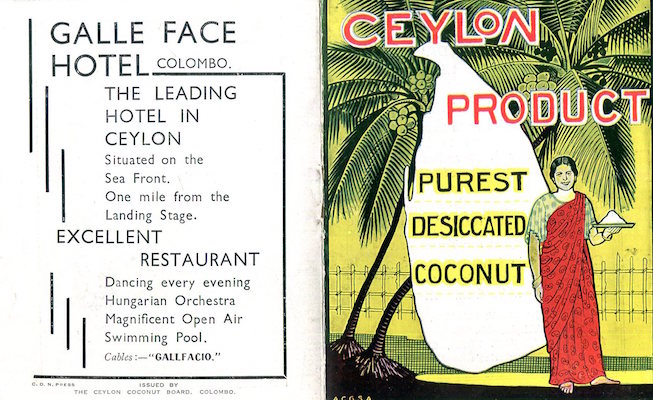 GALLE FACE
HOTEL COLOMBO.
THE LEADING
HOTEL IN
CEYLON
Situated on the
Sea Front.
One mile from the
Landing Stage.
EXCELLENT
RESTAURANT
Dancing every evening
Hungarian Orchestra
Magnificent Open Air
Swimming Pool.
Cables:—"GALLFACIO."
C. O. N. PRESS
ISSUED BY
THE CEYLON COCONUT BOARD, COLOMBO.
CEYLON
PRODUCT
PUREST
DESICCATED
COCONUT
A C G S A